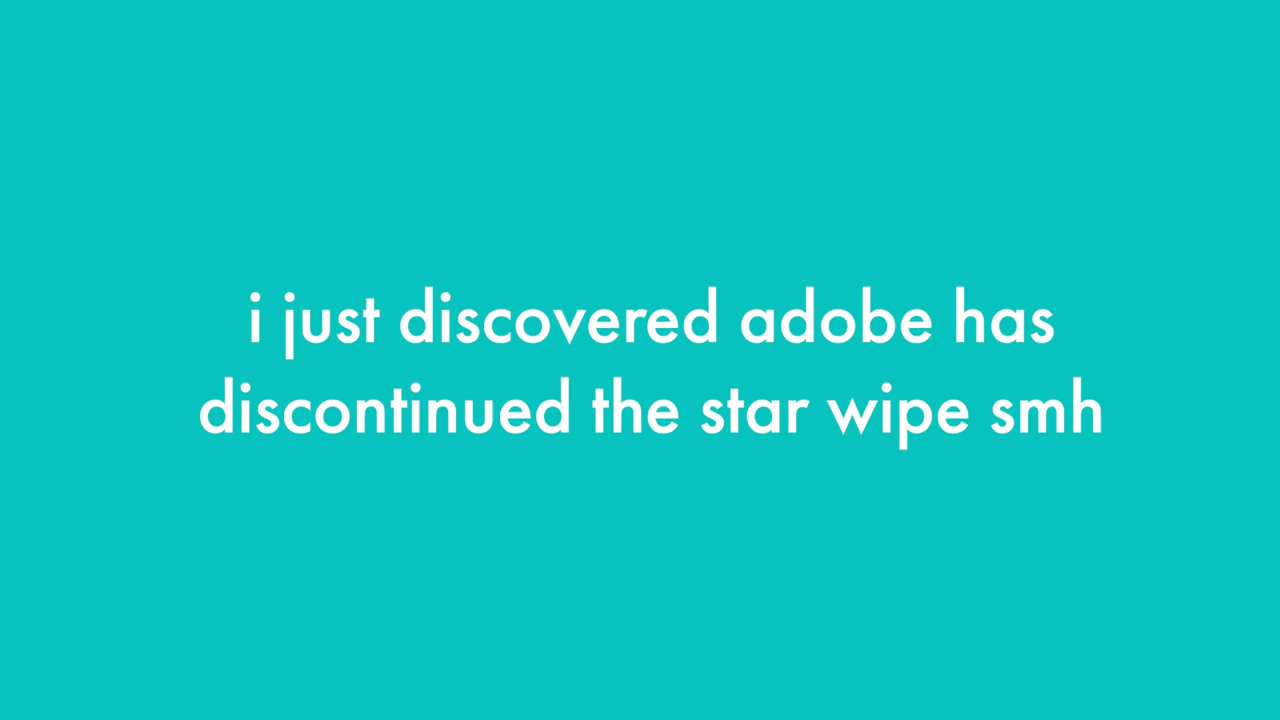 i just discovered adobe has
discontinued the star wipe smh